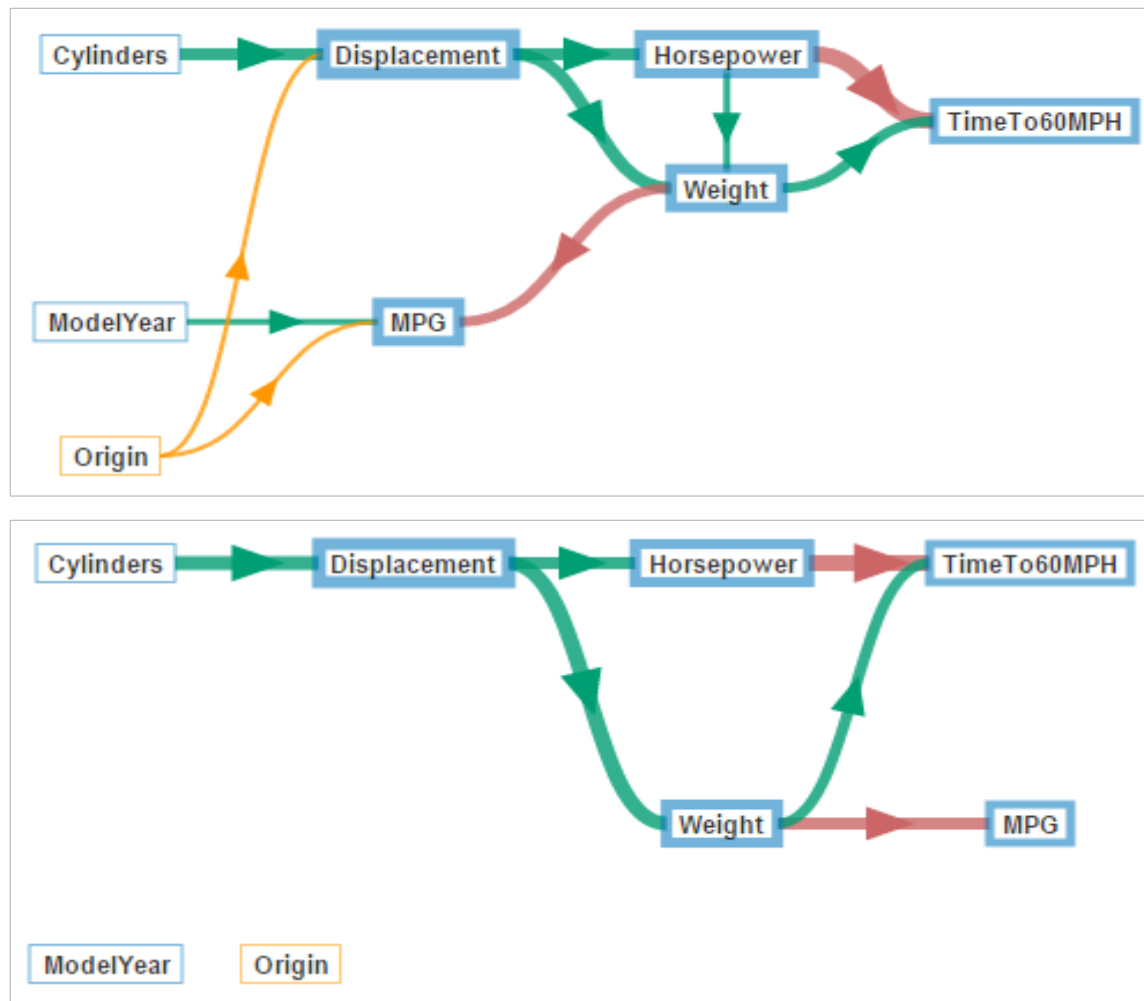 Cylinders
Displacement
Horsepower
TimeTo60MPH
Weight
ModelYear
MPG
Origin
Cylinders
Displacement
Horsepower
TimeTo60MPH
Weight
MPG
ModelYear
Origin